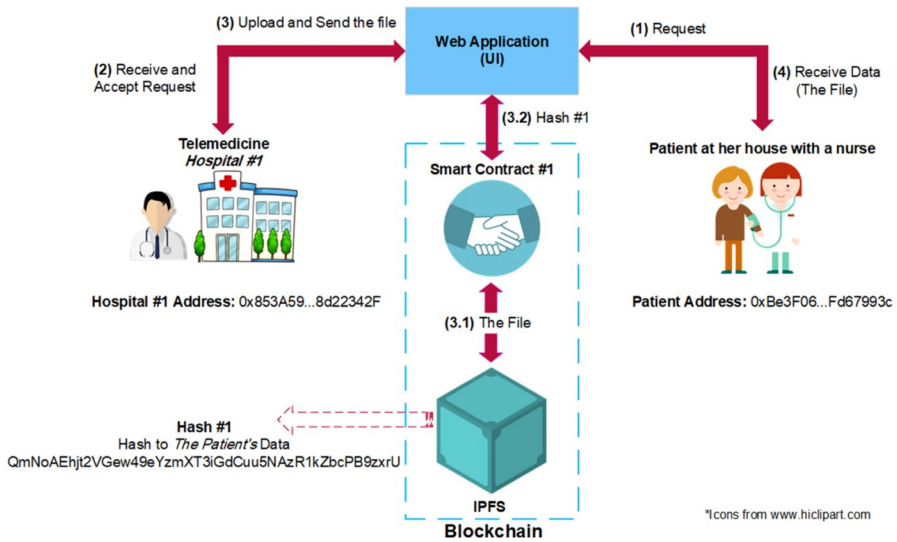 (3) Upload and Send the file
Web Application
(UI)
(1) Request
(2) Receive and
Accept Request
(4) Receive Data
(The File)
(3.2) Hash #1
Telemedicine
Hospital #1
Smart Contract #1
Patient at her house with a nurse
Hospital #1 Address: 0x853A59...8d22342F
Patient Address: 0xBe3F06...Fd67993c
(3.1) The File
Hash #1
Hash to The Patient's Data
QmNoAEhjt2VGew49eYzmXT3iGdCuu5NAzR1kZbcPB9zxrU
IPFS
Blockchain
*Icons from www.hiclipart.com